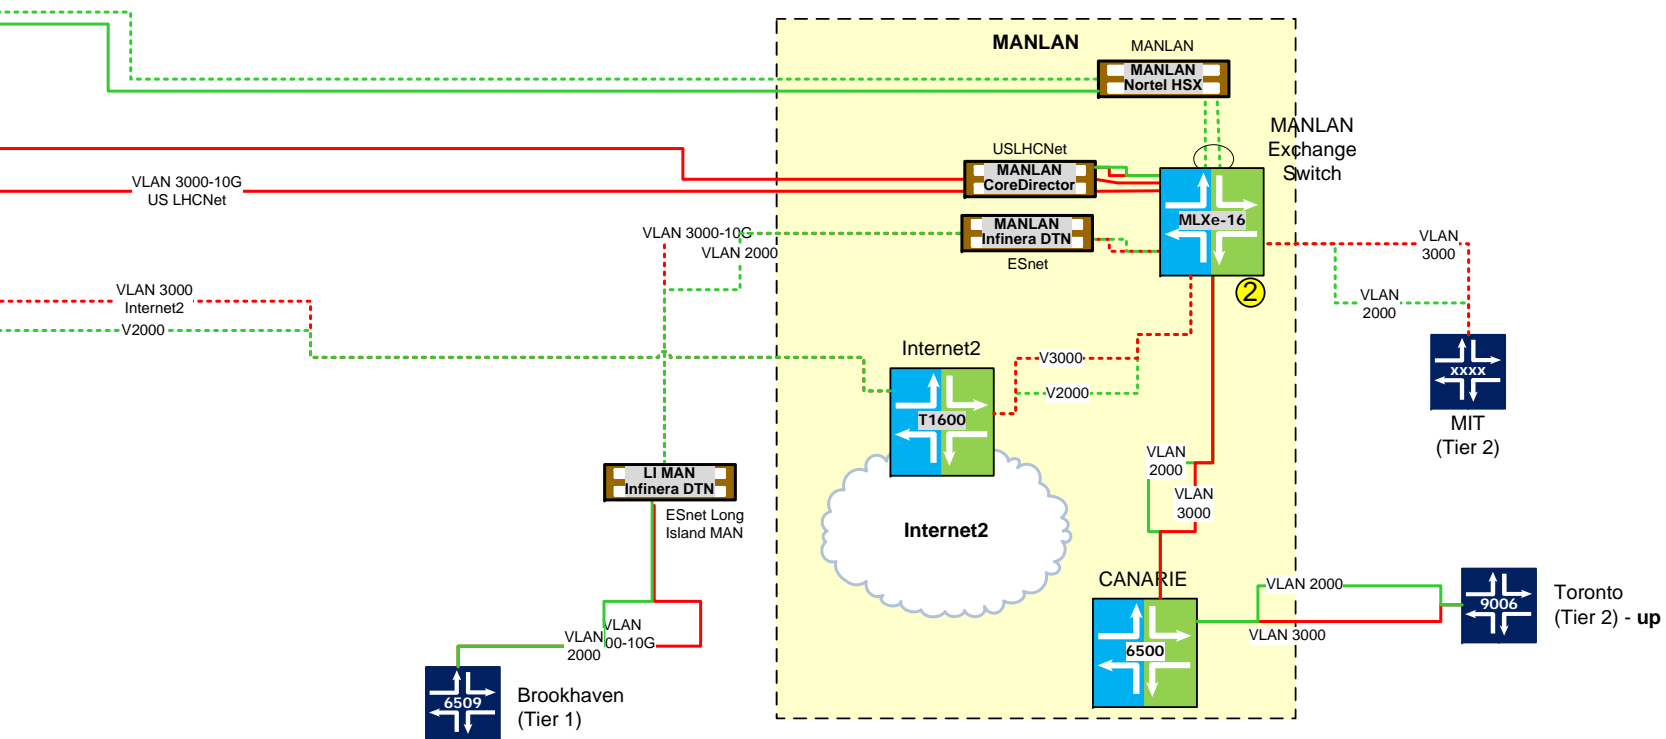 MANLAN
MANLAN
MANLAN
Nortel HSX
MANLAN
Exchange
Switch
USLHCNet
MANLAN
CoreDirector
VLAN 3000-10G
US LHCNet
MLXe-16
MANLAN
Infinera DTN
ESnet
VLAN 3000-10G
VLAN 2000
VLAN
3000
2
VLAN 3000
Internet2
V2000
VLAN
2000
Internet2
V3000
V2000
T1600
xxxx
MIT
(Tier 2)
VLAN
2000
LI MAN
Infinera DTN
VLAN
3000
ESnet Long
Island MAN
Internet2
CANARIE
VLAN 2000
9006
Toronto
(Tier 2) - up
VLAN 3000
VLAN
00-10G
VLAN
2000
6500
6509
Brookhaven
(Tier 1)